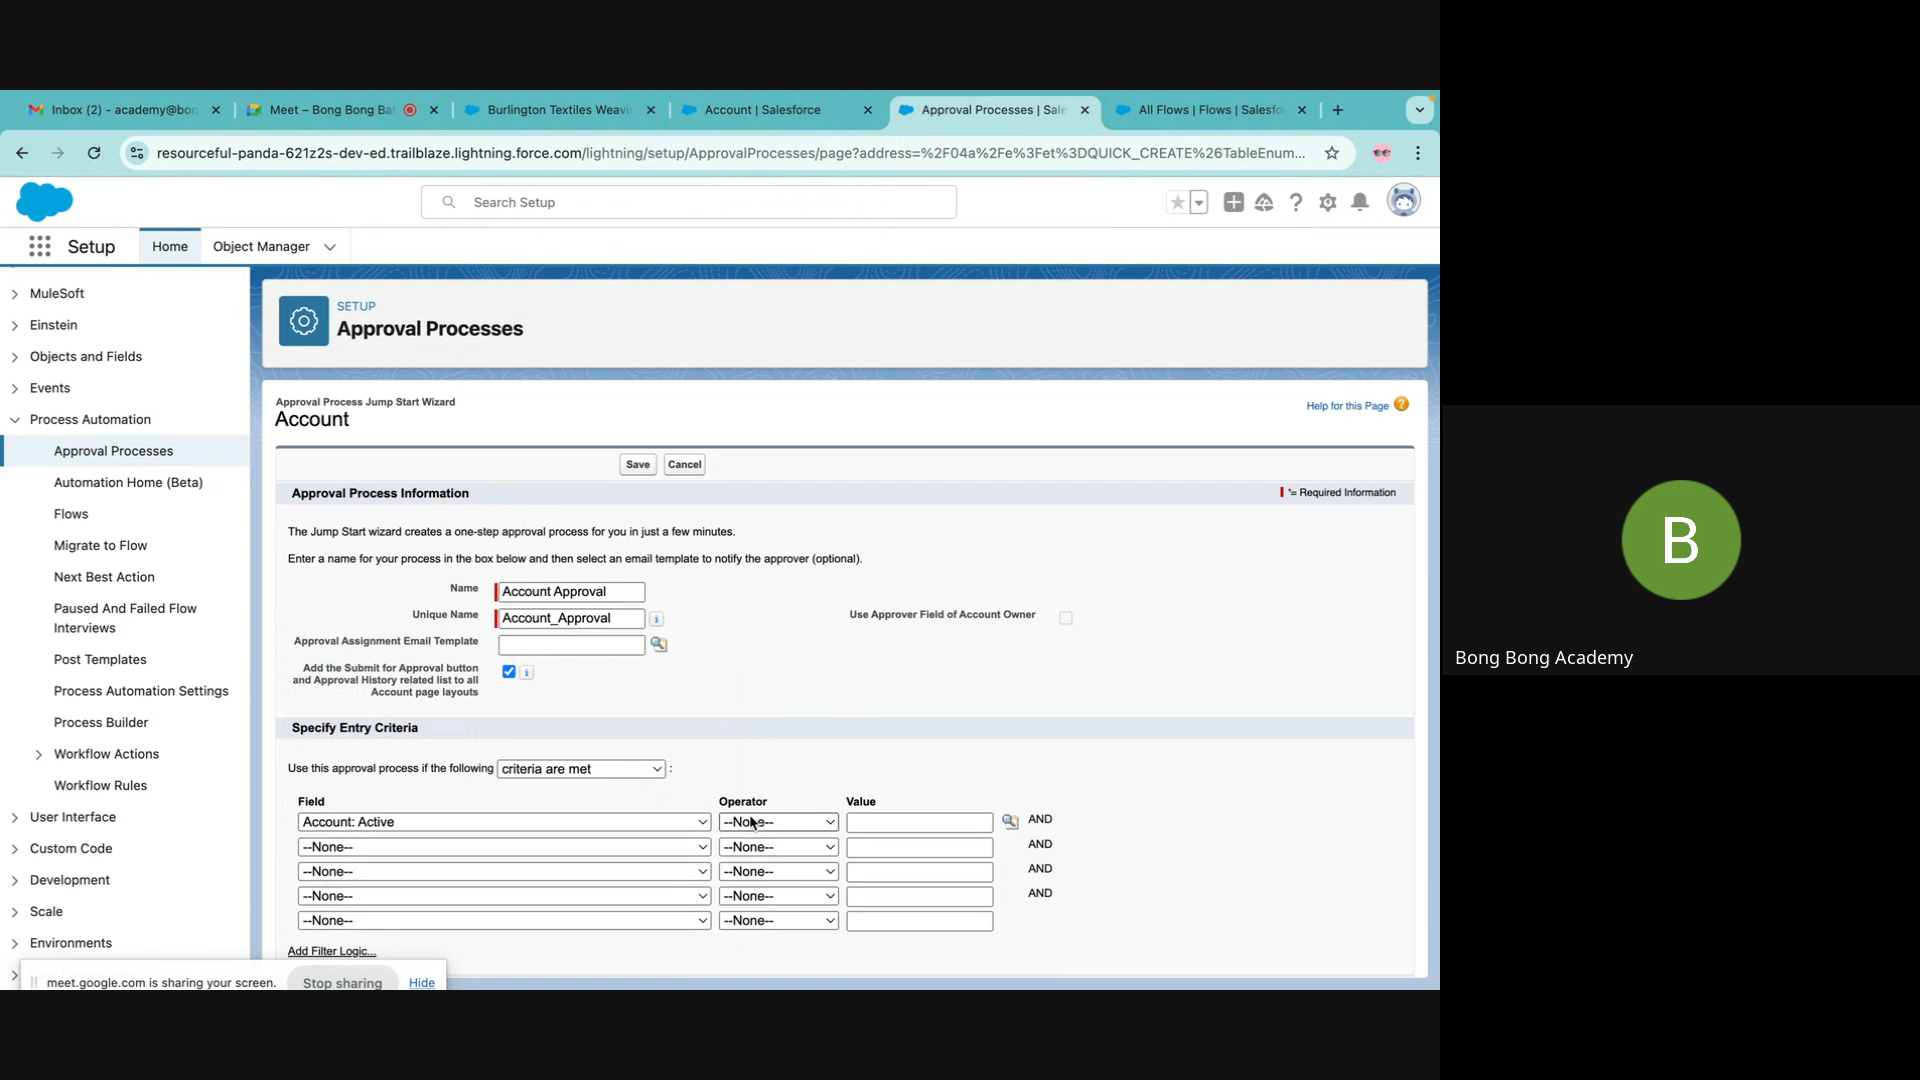 Inbox (2) - academy@bon
Meet – Bong Bong Ba
Burlington Textiles Weavi
Account | Salesforce
Approval Processes | Sale
All Flows | Flows | Salesfo
resourceful-panda-621z2s-dev-ed.trailblaze.lightning.force.com/lightning/setup/ApprovalProcesses/page?address=%2F04a%2Fe%3Fet%3DQUICK_CREATE%26TableEnum...
Search Setup
Setup
Home
Object Manager
MuleSoft
Einstein
Objects and Fields
Events
Process Automation
Approval Processes
Automation Home (Beta)
Flows
Migrate to Flow
Next Best Action
Paused And Failed Flow
Interviews
Post Templates
Process Automation Settings
Process Builder
Workflow Actions
Workflow Rules
User Interface
Custom Code
Development
Scale
Environments
SETUP
Approval Processes
Approval Process Jump Start Wizard
Account
Help for this Page ?
Save Cancel
Approval Process Information
= Required Information
The Jump Start wizard creates a one-step approval process for you in just a few minutes.
Enter a name for your process in the box below and then select an email template to notify the approver (optional).
Name Account Approval
Unique Name Account_Approval i
Use Approver Field of Account Owner
Approval Assignment Email Template
Add the Submit for Approval button
and Approval History related list to all
Account page layouts
i
Specify Entry Criteria
Use this approval process if the following criteria are met :
Field Operator Value
Account: Active --None-- AND
--None-- --None-- AND
--None-- --None-- AND
--None-- --None-- AND
--None-- --None--
Add Filter Logic...
meet.google.com is sharing your screen. Stop sharing Hide
B
Bong Bong Academy